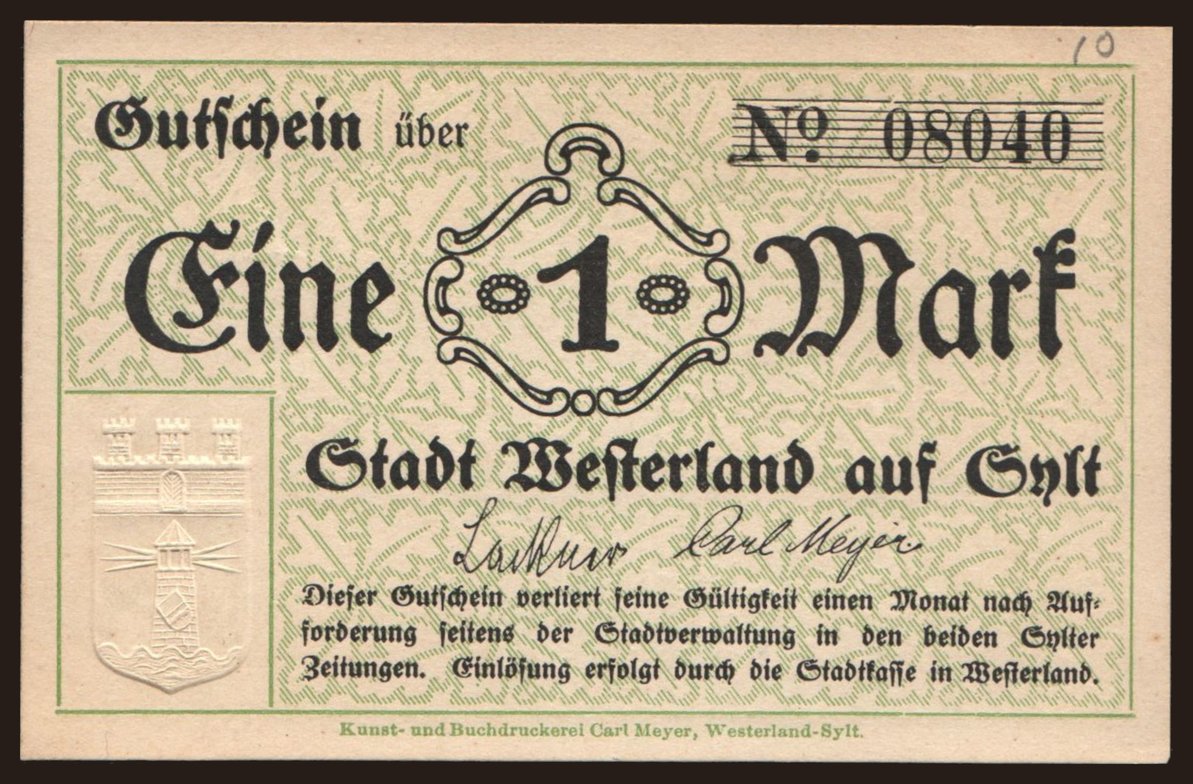 10
Gutschein über
No. 08040
Eine 1 Mark
Stadt Westerland auf Sylt
Lackner Carl Meyer
Dieser Gutschein verliert seine Gültigkeit einen Monat nach Auf-
forderung seitens der Stadtverwaltung in den beiden Sylter
Zeitungen. Einlösung erfolgt durch die Stadtkasse in Westerland.
Kunst- und Buchdruckerei Carl Meyer, Westerland-Sylt.